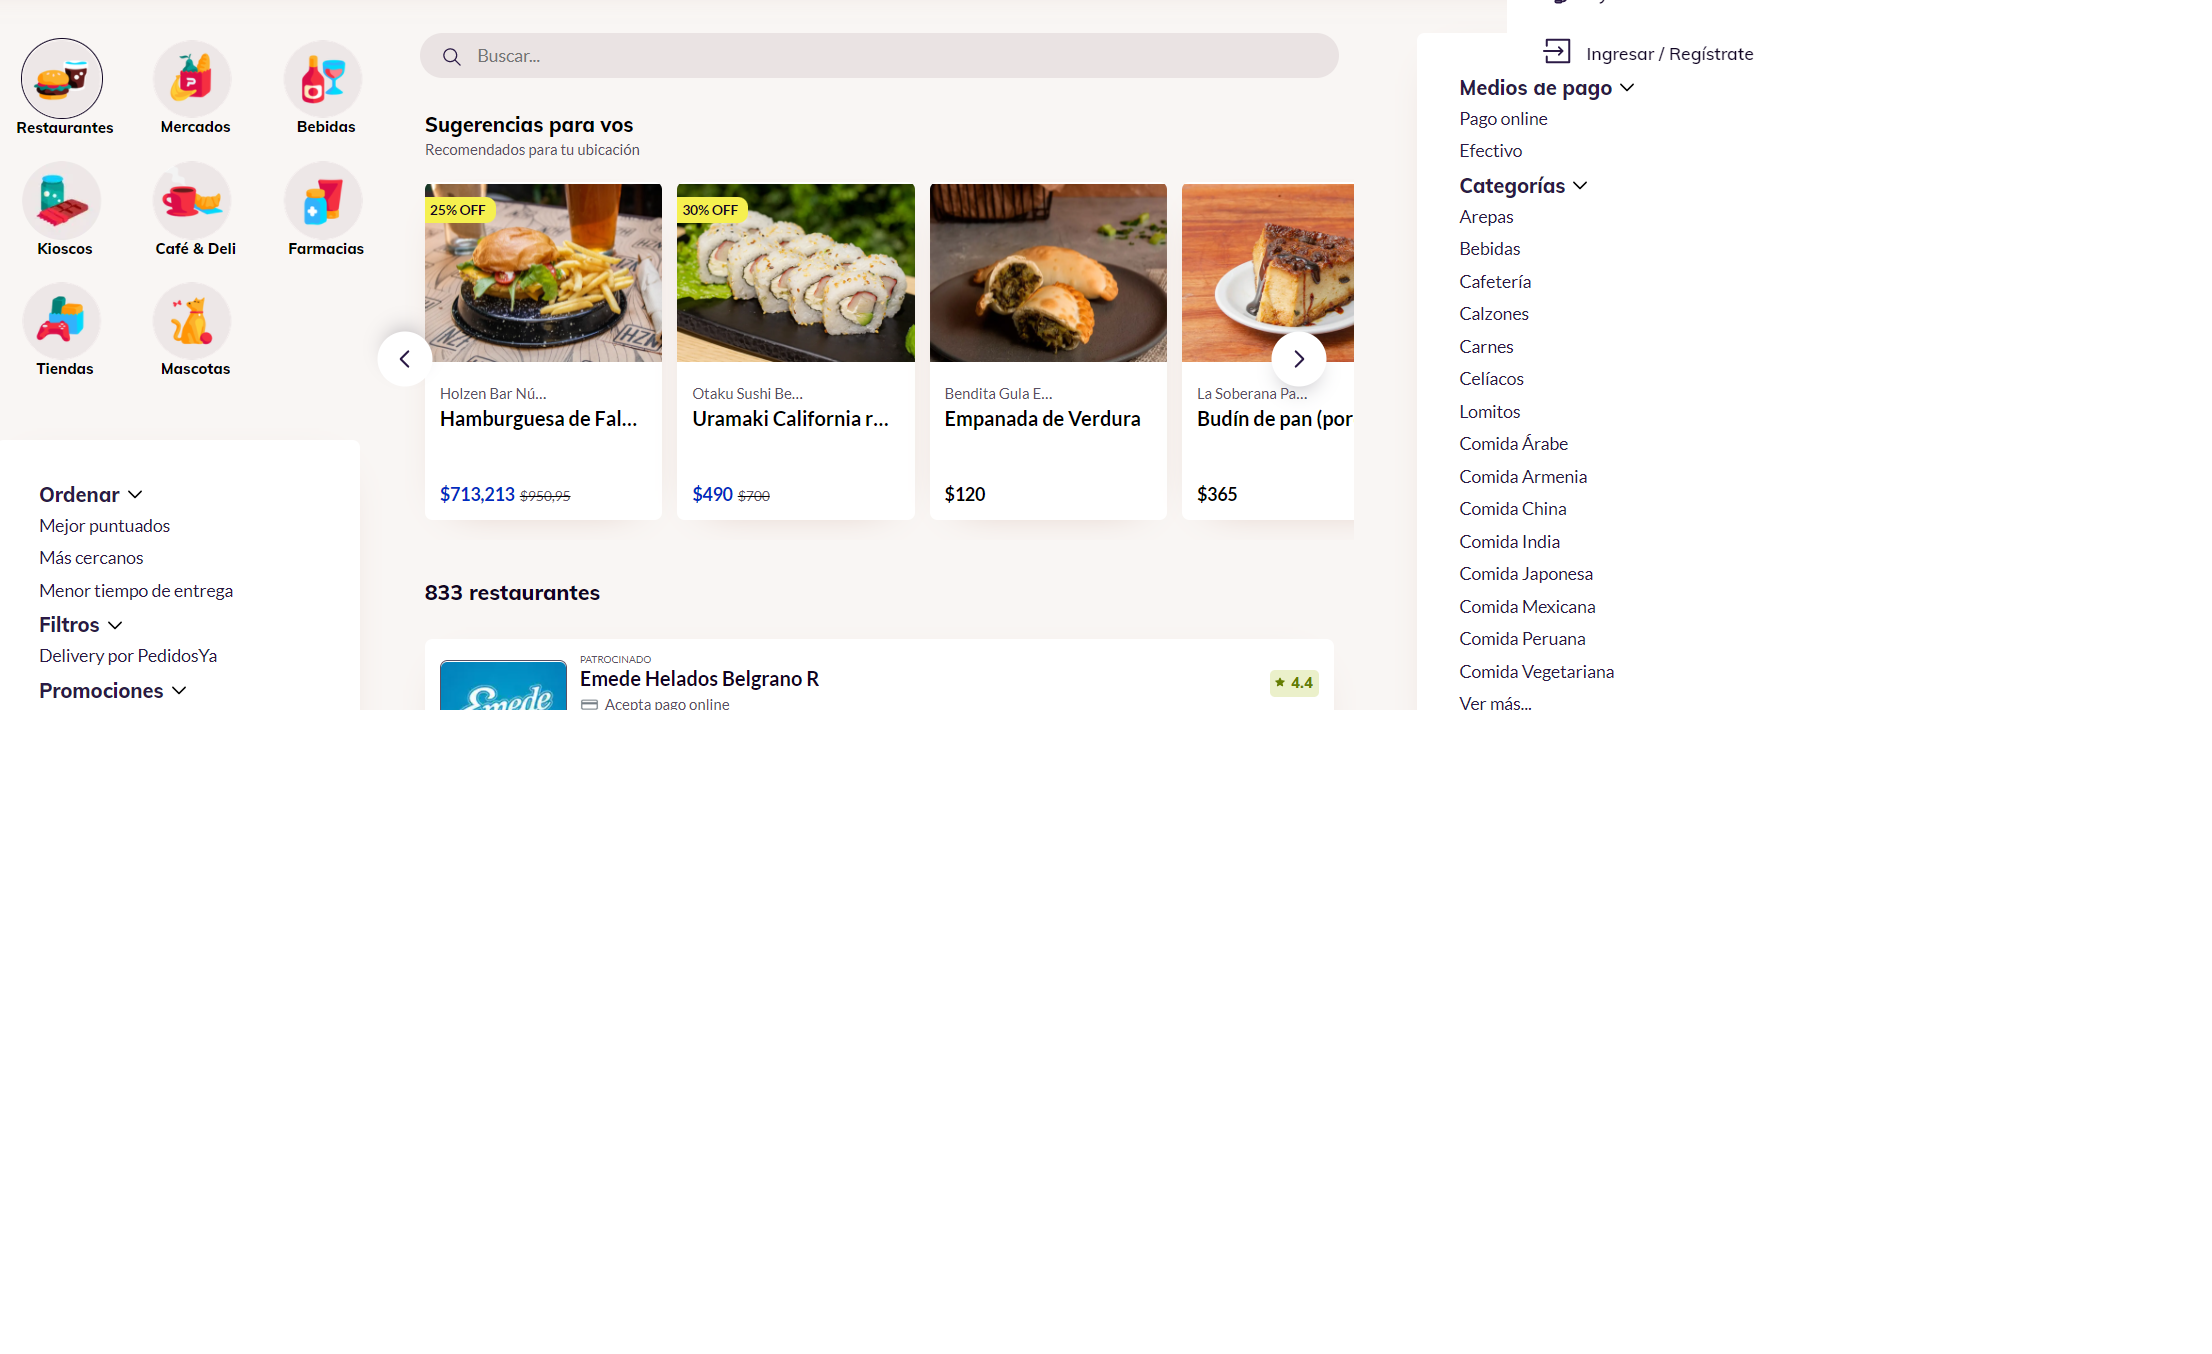 Restaurantes
Mercados
Bebidas
Kioscos
Café & Deli
Farmacias
Tiendas
Mascotas
Ordenar
Mejor puntuados
Más cercanos
Menor tiempo de entrega
Filtros
Delivery por PedidosYa
Promociones
Buscar...
Sugerencias para vos
Recomendados para tu ubicación
25% OFF
Holzen Bar Nú...
Hamburguesa de Fal...
$713,213 $950,95
30% OFF
Otaku Sushi Be...
Uramaki California r...
$490 $700
Bendita Gula E...
Empanada de Verdura
$120
La Soberana Pa...
Budín de pan (por
$365
833 restaurantes
Emede
PATROCINADO
Emede Helados Belgrano R
4.4
Acepta pago online
Ingresar / Regístrate
Medios de pago
Pago online
Efectivo
Categorías
Arepas
Bebidas
Cafetería
Calzones
Carnes
Celíacos
Lomitos
Comida Árabe
Comida Armenia
Comida China
Comida India
Comida Japonesa
Comida Mexicana
Comida Peruana
Comida Vegetariana
Ver más...